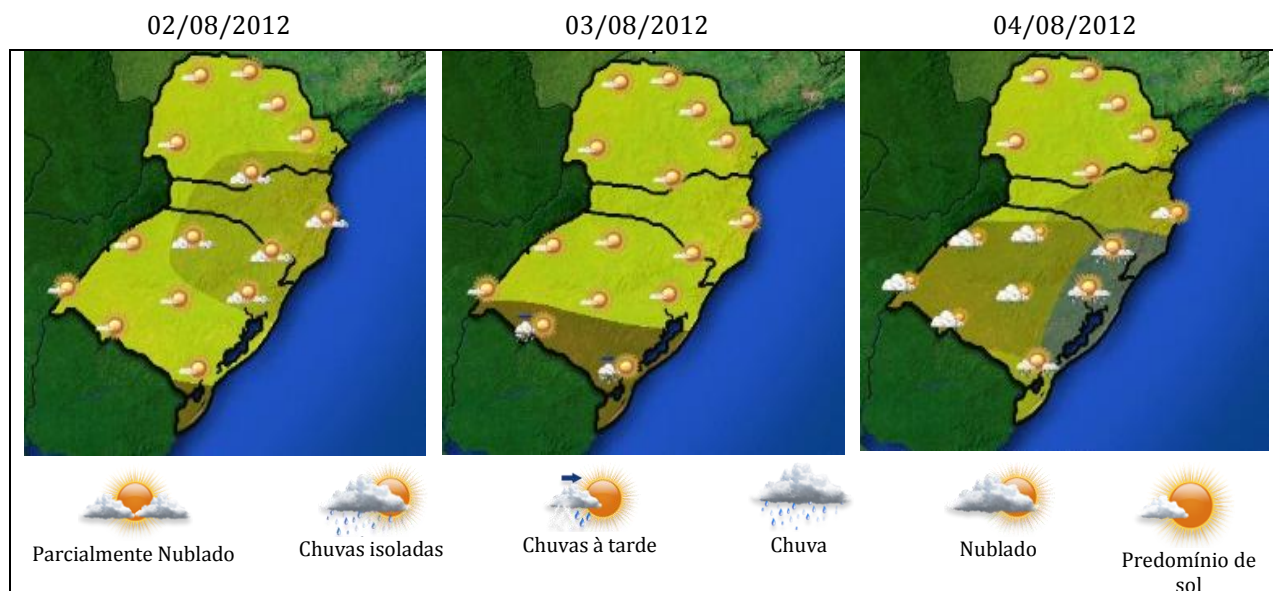 02/08/2012
03/08/2012
04/08/2012
Parcialmente Nublado
Chuvas isoladas
Chuvas à tarde
Chuva
Nublado
Predomínio de
sol